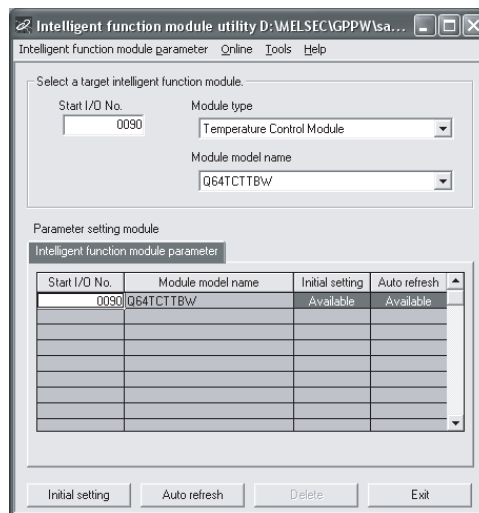 Intelligent function module utility D:\MELSEC\GPPW\sa...
Intelligent function module parameter Online Tools Help
Select a target intelligent function module.
Start I/O No. Module type
0090 Temperature Control Module
Module model name
Q64TCTTBW
Parameter setting module
Intelligent function module parameter
Start I/O No. Module model name Initial setting Auto refresh
0090 Q64TCTTBW Available Available
Initial setting Auto refresh Delete Exit